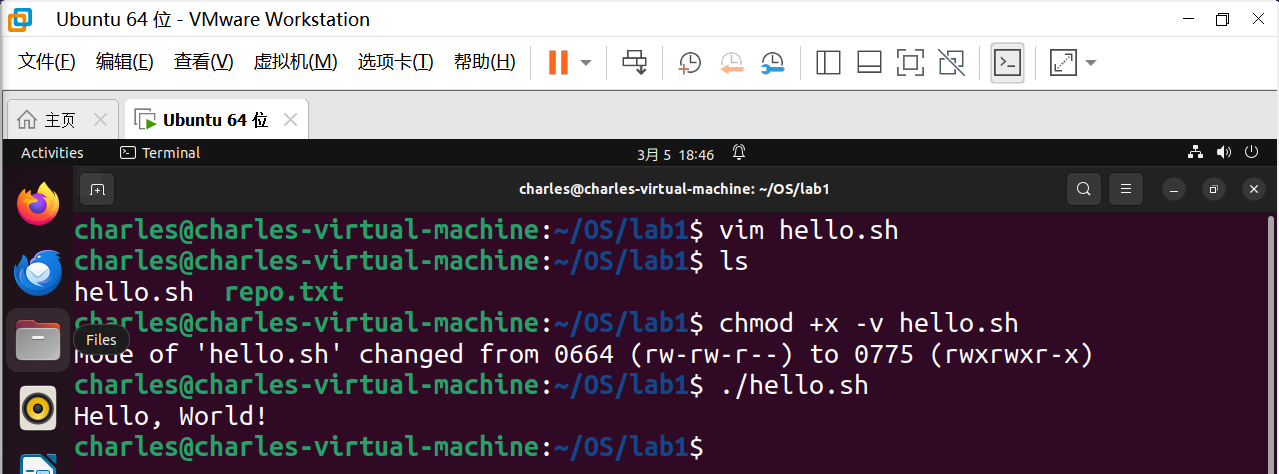 Ubuntu 64 位 - VMware Workstation
文件(F) 编辑(E) 查看(V) 虚拟机(M) 选项卡(T) 帮助(H)
主页 Ubuntu 64 位
Activities Terminal 3月 5 18:46
charles@charles-virtual-machine: ~/OS/lab1
charles@charles-virtual-machine:~/OS/lab1$ vim hello.sh
charles@charles-virtual-machine:~/OS/lab1$ ls
hello.sh repo.txt
charles@charles-virtual-machine:~/OS/lab1$ chmod +x -v hello.sh
Files
mode of 'hello.sh' changed from 0664 (rw-rw-r--) to 0775 (rwxrwxr-x)
charles@charles-virtual-machine:~/OS/lab1$ ./hello.sh
Hello, World!
charles@charles-virtual-machine:~/OS/lab1$